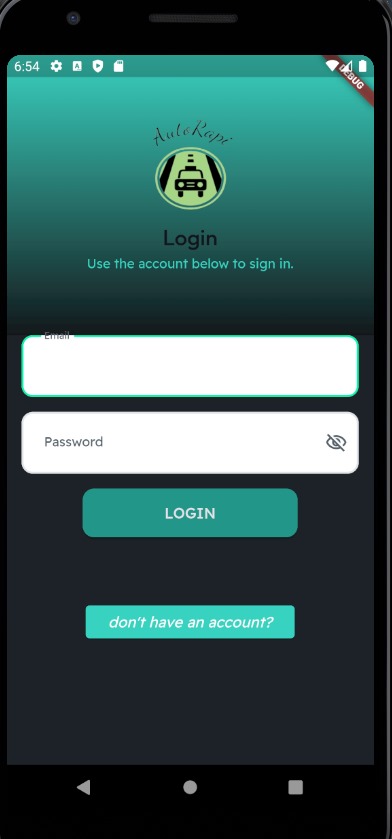 6:54
A
DEBUG
AutoRapi
Login
Use the account below to sign in.
Email
Password
LOGIN
don't have an account?